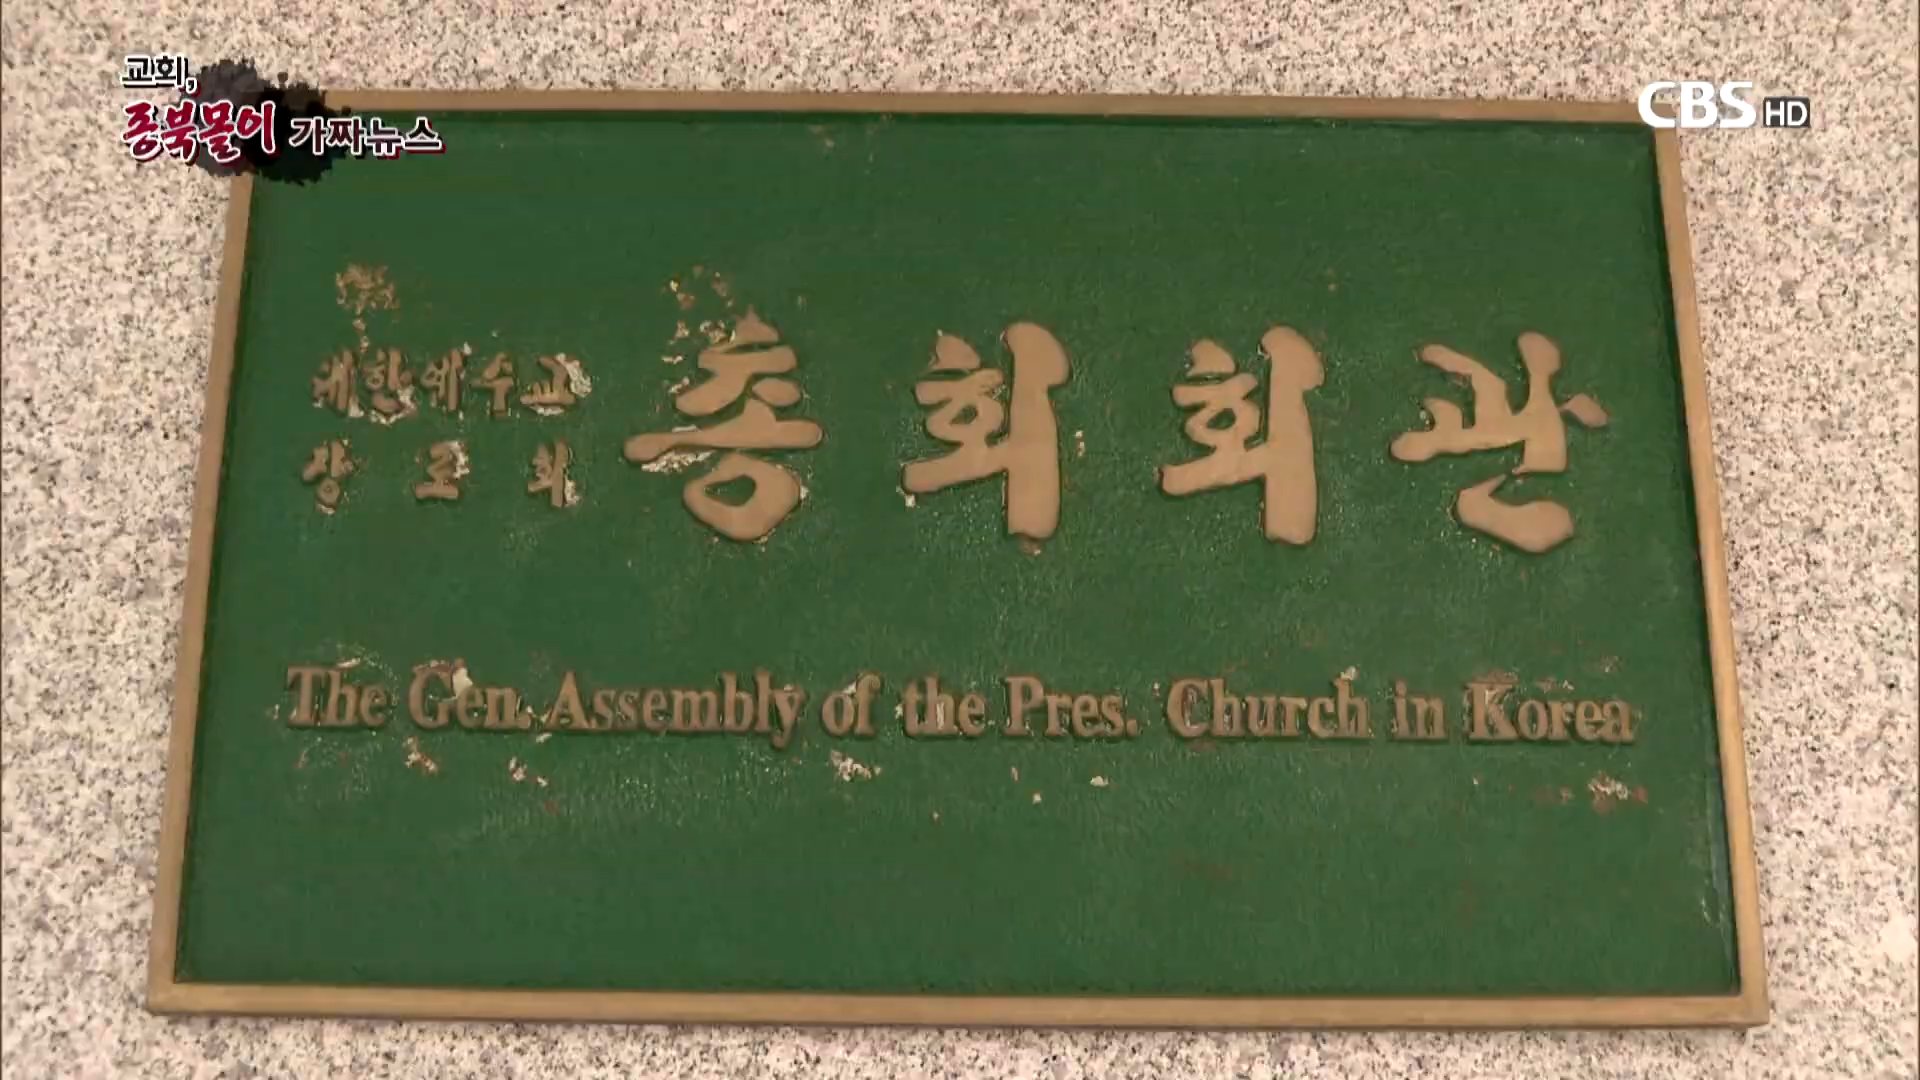 교회,
종북몰이 가짜뉴스
CBS HD
대한예수교
장로회
총회회관
The Gen. Assembly of the Pres. Church in Korea